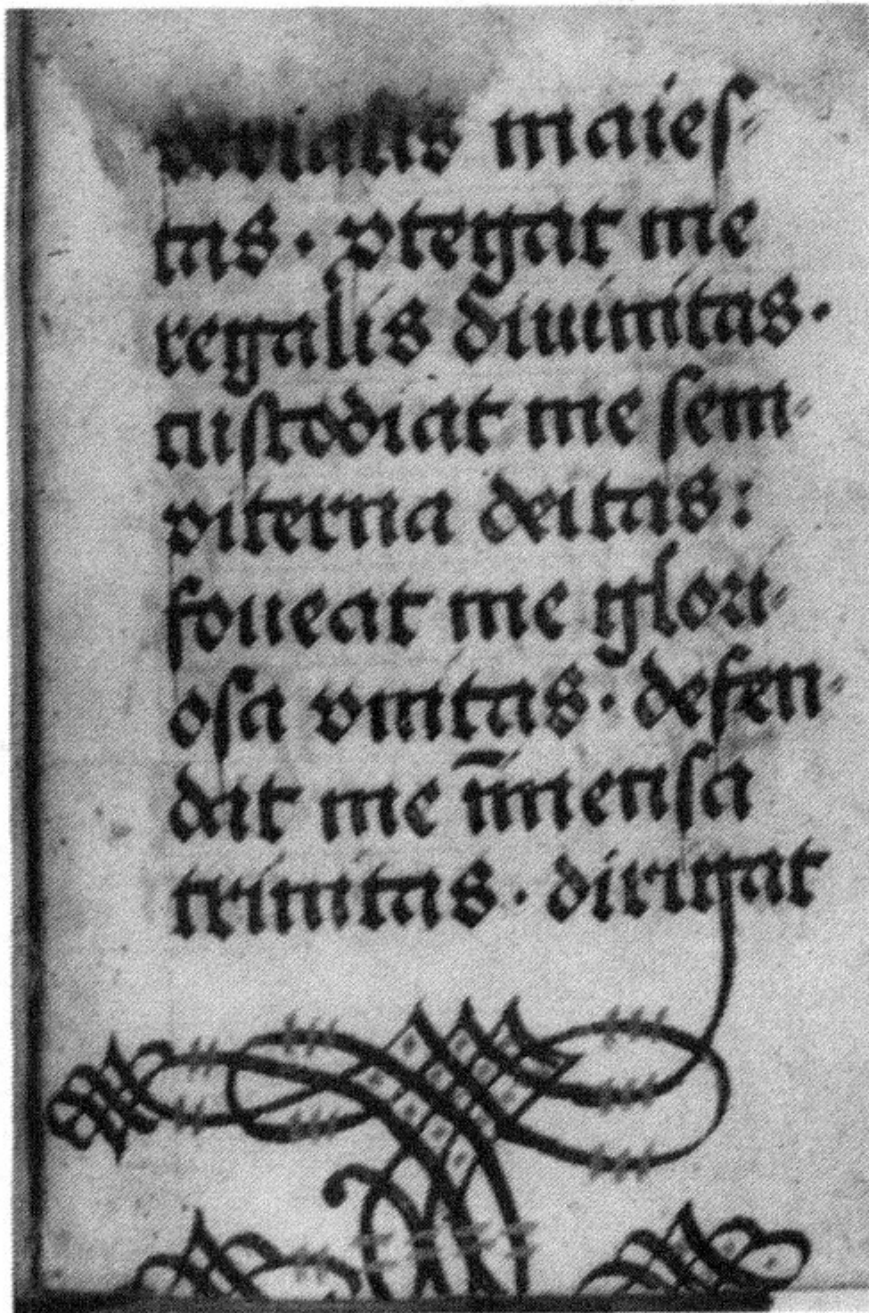 perialis maies-
tas · ꝓtegat me
regalis diuinitas ·
cuſtodiat me ſem-
piterna deitas :
foueat me glori-
oſa vnitas · defen-
dat me īmenſa
trinitas · dirigat